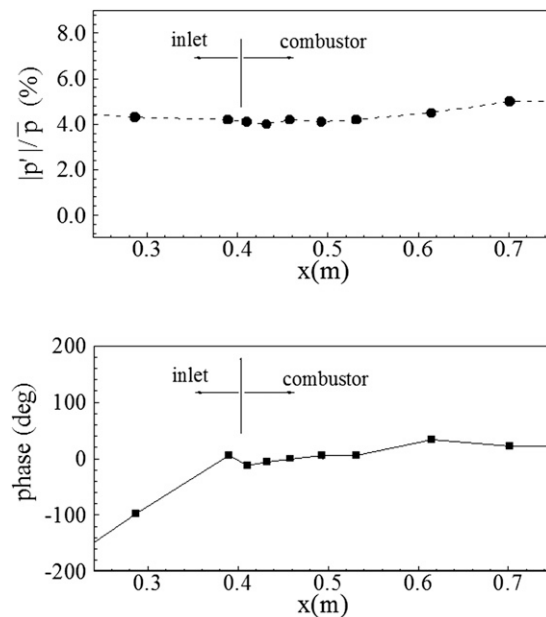 8.0
inlet combustor
6.0
|p'|/p̅ (%)
4.0
2.0
0.0
0.3 0.4 0.5 0.6 0.7
x(m)
200
inlet combustor
100
phase (deg)
0
-100
-200
0.3 0.4 0.5 0.6 0.7
x(m)